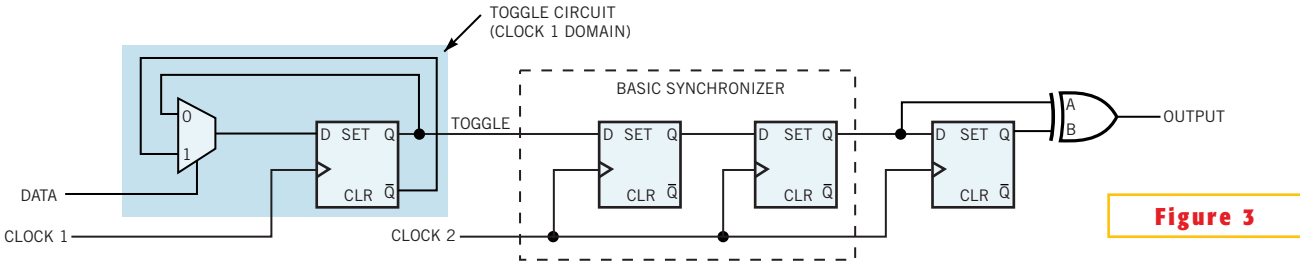 TOGGLE CIRCUIT
(CLOCK 1 DOMAIN)
BASIC SYNCHRONIZER
0
1
D SET Q
CLR Q̅
TOGGLE
D SET Q
CLR Q̅
D SET Q
CLR Q̅
D SET Q
CLR Q̅
A
B
OUTPUT
DATA
CLOCK 1
CLOCK 2
Figure 3